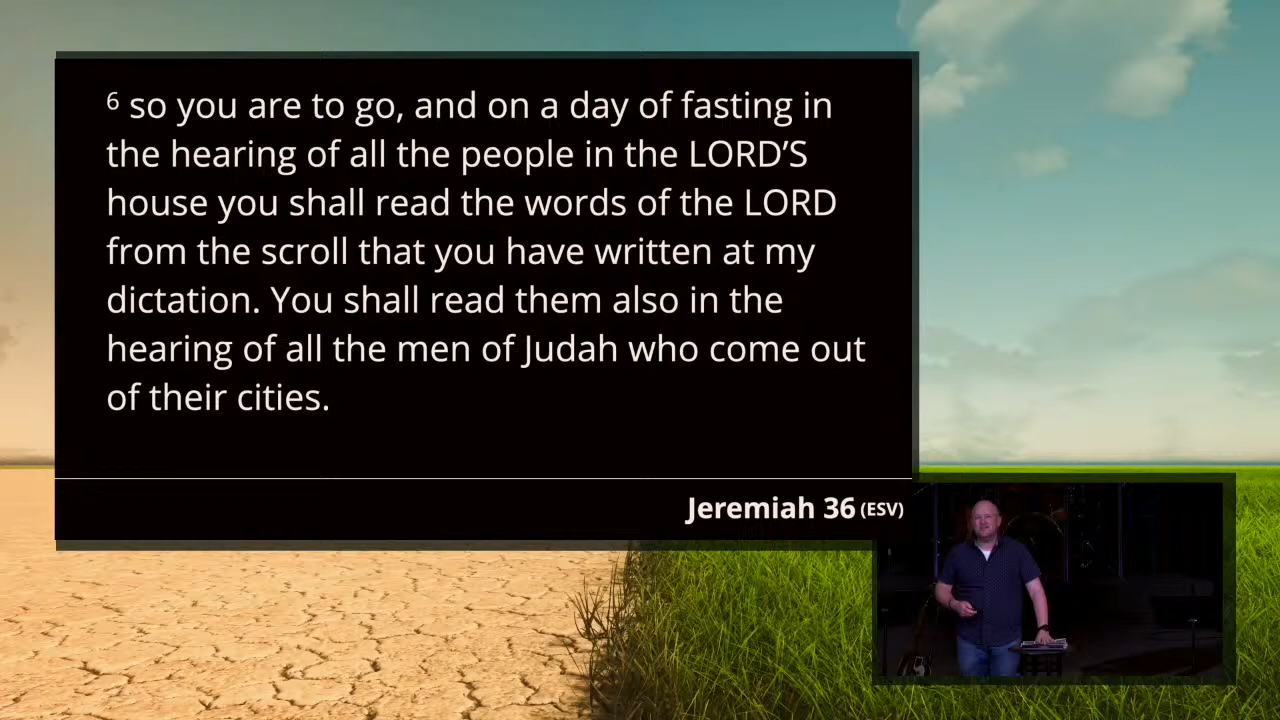 6 so you are to go, and on a day of fasting in
the hearing of all the people in the LORD’S
house you shall read the words of the LORD
from the scroll that you have written at my
dictation. You shall read them also in the
hearing of all the men of Judah who come out
of their cities.
Jeremiah 36 (ESV)